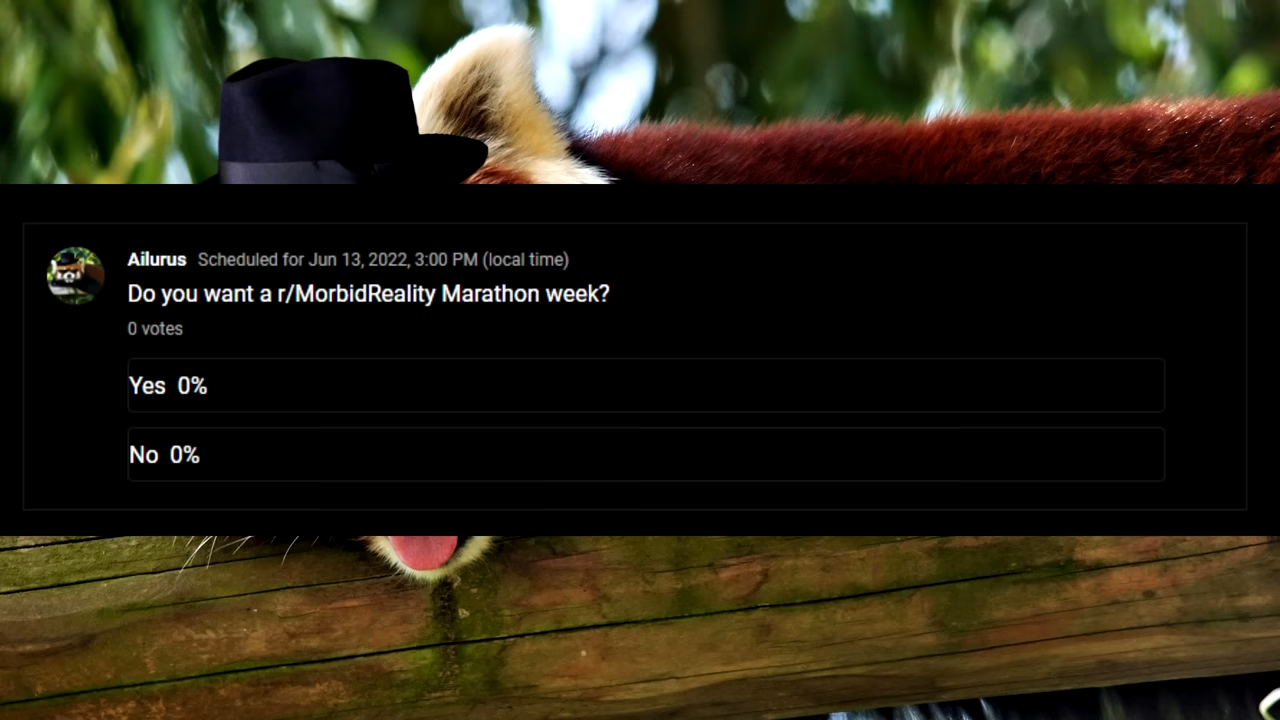 Ailurus Scheduled for Jun 13, 2022, 3:00 PM (local time)
Do you want a r/MorbidReality Marathon week?
0 votes
Yes 0%
No 0%